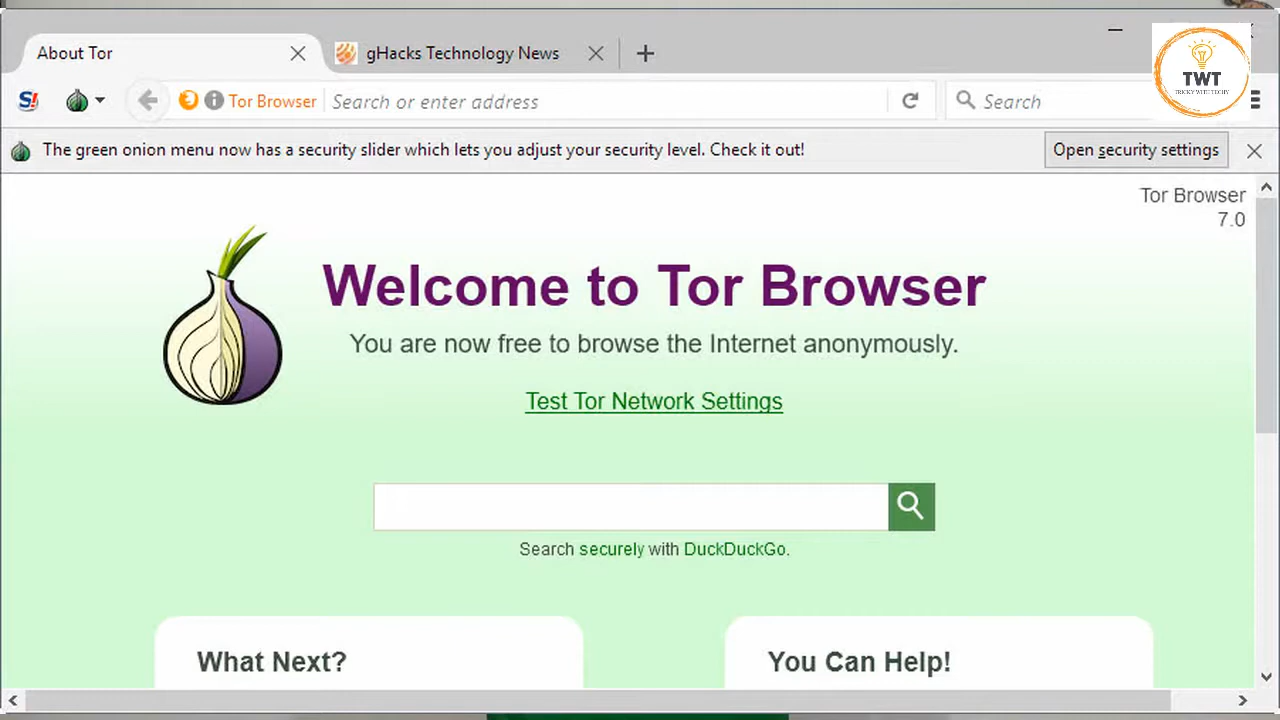 About Tor
gHacks Technology News
S!
Tor Browser
Search or enter address
Search
TWT
TRICKY WITH TECHY
The green onion menu now has a security slider which lets you adjust your security level. Check it out!
Open security settings
Tor Browser
7.0
Welcome to Tor Browser
You are now free to browse the Internet anonymously.
Test Tor Network Settings
Search securely with DuckDuckGo.
What Next?
You Can Help!